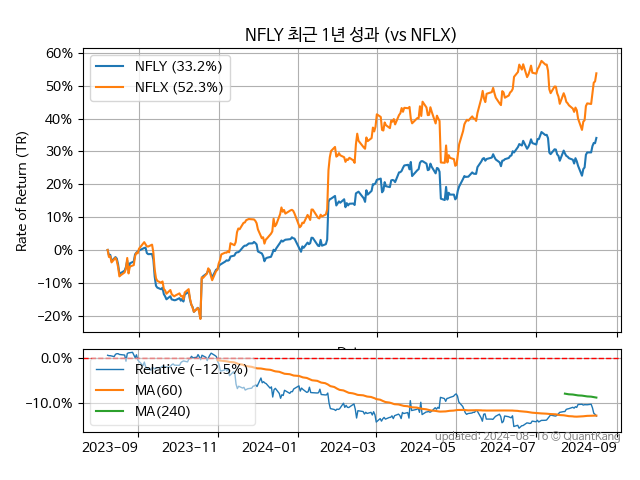 NFLY 최근 1년 성과 (vs NFLX)
60%
50%
40%
30%
20%
10%
0%
−10%
−20%
Rate of Return (TR)
NFLY (33.2%)
NFLX (52.3%)
0.0%
−10.0%
Relative (−12.5%)
MA(60)
MA(240)
updated: 2024-08-16 © QuantKang
2023-09
2023-11
2024-01
2024-03
2024-05
2024-07
2024-09